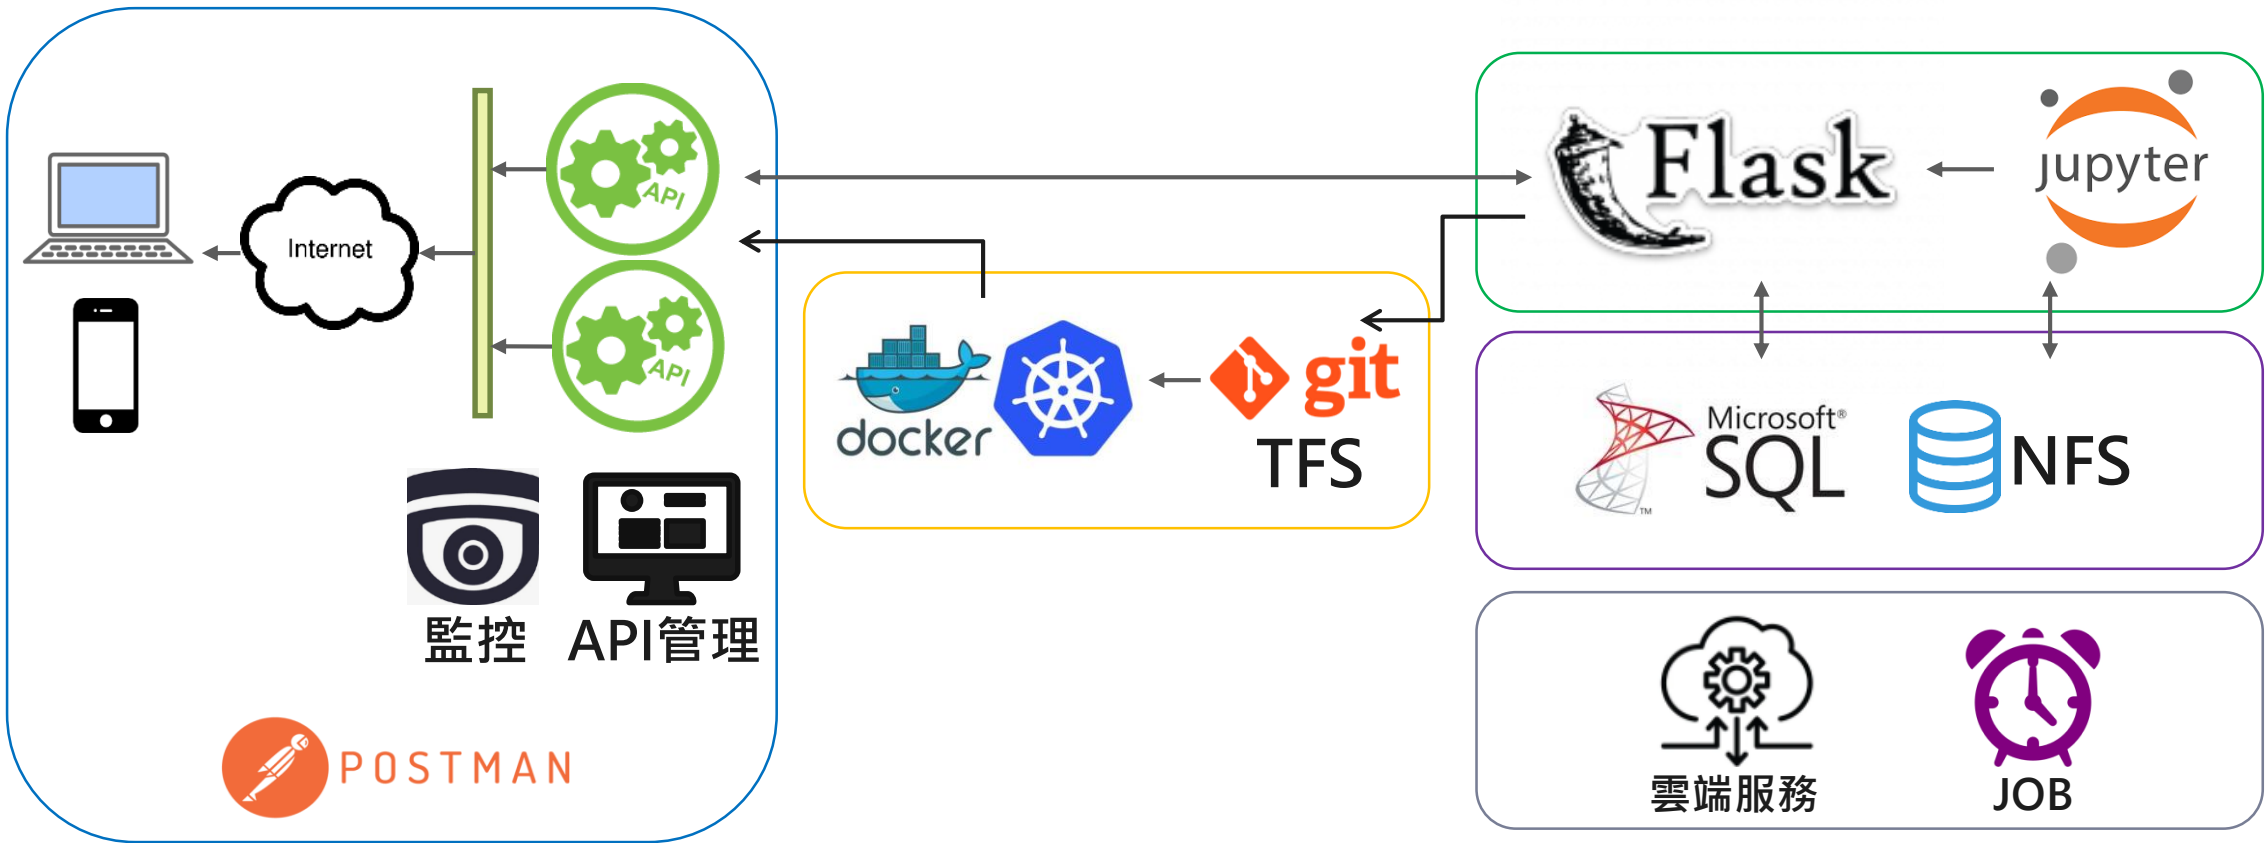 Internet
API
API
監控
API管理
POSTMAN
docker
git
TFS
Flask
jupyter
Microsoft®
SQL
TM
NFS
雲端服務
JOB